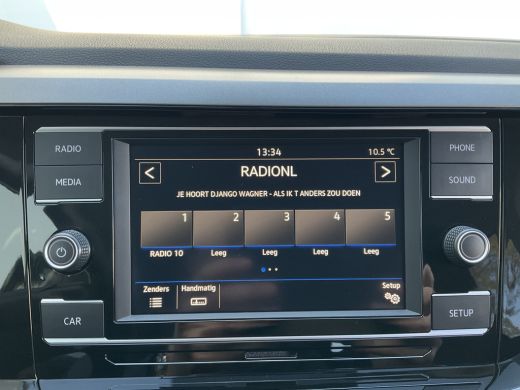 13:34 10.5 °C
RADIO
MEDIA
CAR
< RADIONL >
JE HOORT DJANGO WAGNER - ALS IK T ANDERS ZOU DOEN
1 2 3 4 5
RADIO 10 Leeg Leeg Leeg Leeg
Zenders Handmatig Setup
PHONE
SOUND
SETUP